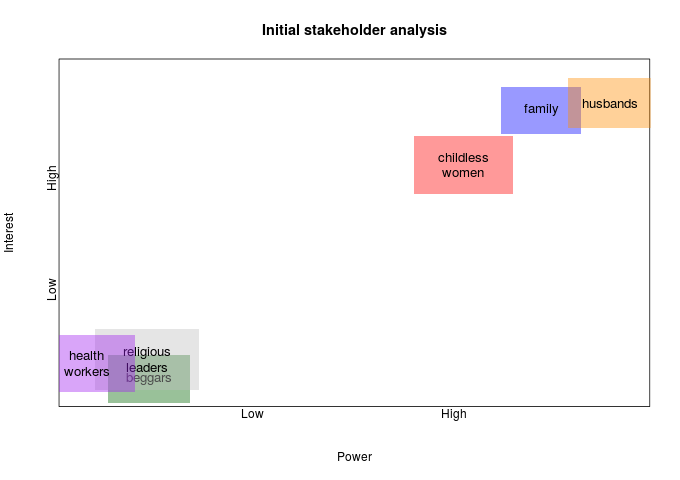 Initial stakeholder analysis
family
husbands
childless
women
High
Interest
Low
religious
leaders
health
workers
beggars
Low
High
Power